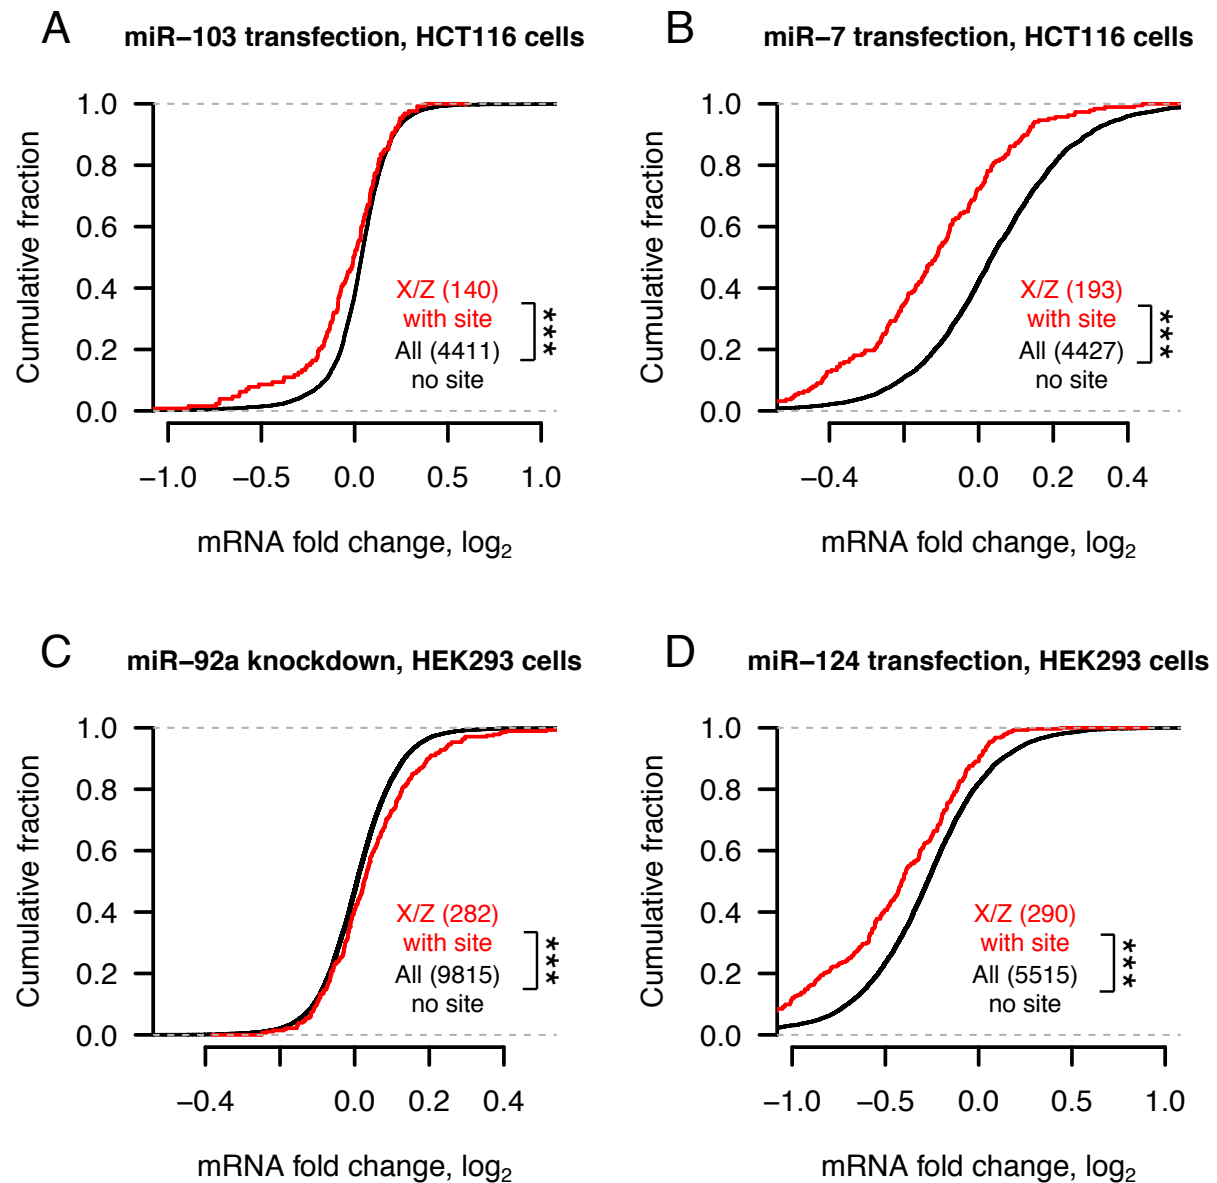 A
miR−103 transfection, HCT116 cells
Cumulative fraction
1.0
0.8
0.6
0.4
0.2
0.0
X/Z (140)
with site
All (4411)
no site
***
−1.0 −0.5 0.0 0.5 1.0
mRNA fold change, log2
B
miR−7 transfection, HCT116 cells
Cumulative fraction
1.0
0.8
0.6
0.4
0.2
0.0
X/Z (193)
with site
All (4427)
no site
***
−0.4 0.0 0.2 0.4
mRNA fold change, log2
C
miR−92a knockdown, HEK293 cells
Cumulative fraction
1.0
0.8
0.6
0.4
0.2
0.0
X/Z (282)
with site
All (9815)
no site
***
−0.4 0.0 0.2 0.4
mRNA fold change, log2
D
miR−124 transfection, HEK293 cells
Cumulative fraction
1.0
0.8
0.6
0.4
0.2
0.0
X/Z (290)
with site
All (5515)
no site
***
−1.0 −0.5 0.0 0.5 1.0
mRNA fold change, log2